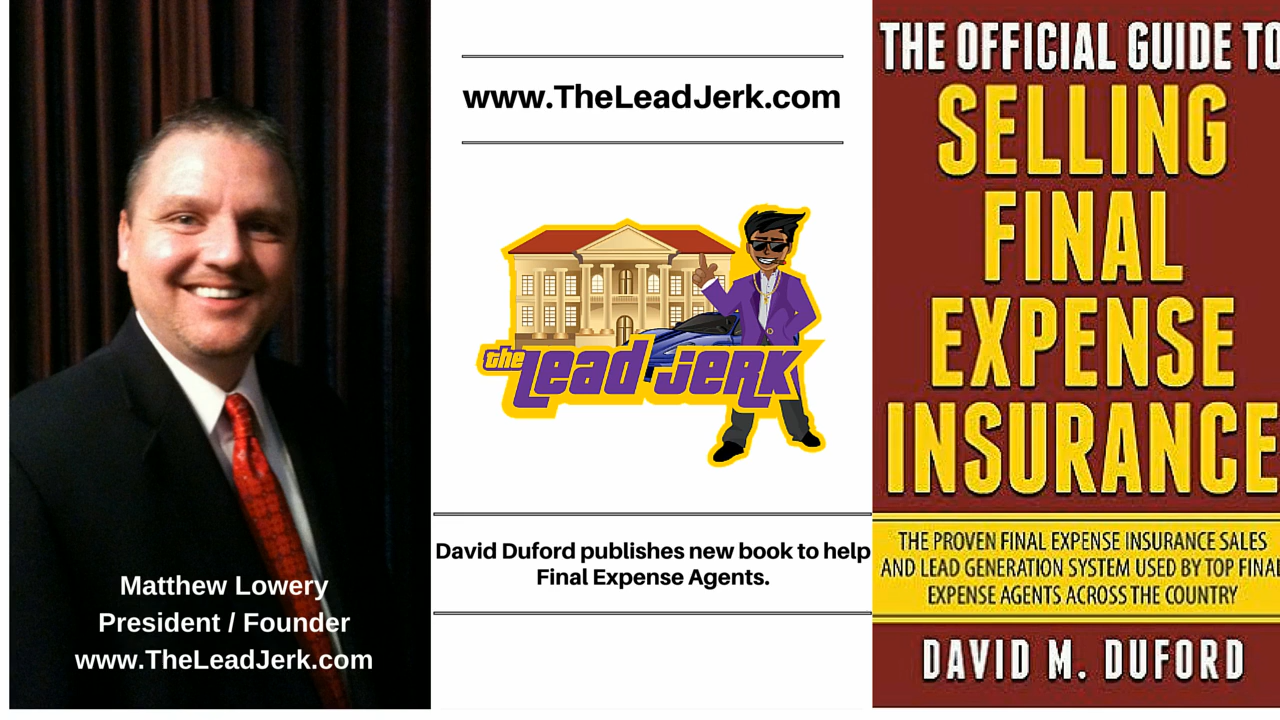 Matthew Lowery
President / Founder
www.TheLeadJerk.com
www.TheLeadJerk.com
the Lead Jerk
David Duford publishes new book to help
Final Expense Agents.
THE OFFICIAL GUIDE TO
SELLING
FINAL
EXPENSE
INSURANCE
THE PROVEN FINAL EXPENSE INSURANCE SALES
AND LEAD GENERATION SYSTEM USED BY TOP FINAL
EXPENSE AGENTS ACROSS THE COUNTRY
DAVID M. DUFORD